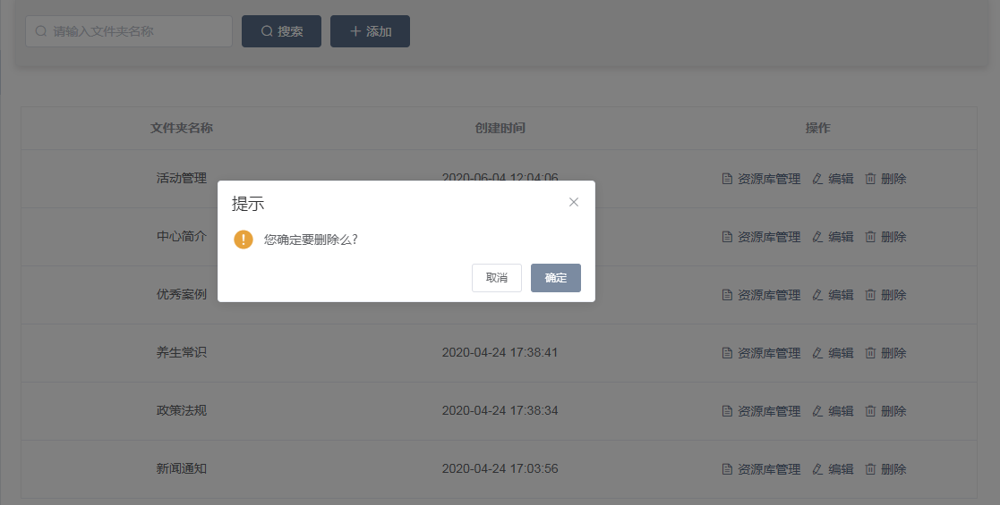 请输入文件夹名称 搜索 添加
文件夹名称 创建时间 操作
活动管理 2020-06-04 12:04:06 资源库管理 编辑 删除
提示
中心简介 资源库管理 编辑 删除
您确定要删除么?
取消 确定
优秀案例 资源库管理 编辑 删除
养生常识 2020-04-24 17:38:41 资源库管理 编辑 删除
政策法规 2020-04-24 17:38:34 资源库管理 编辑 删除
新闻通知 2020-04-24 17:03:56 资源库管理 编辑 删除